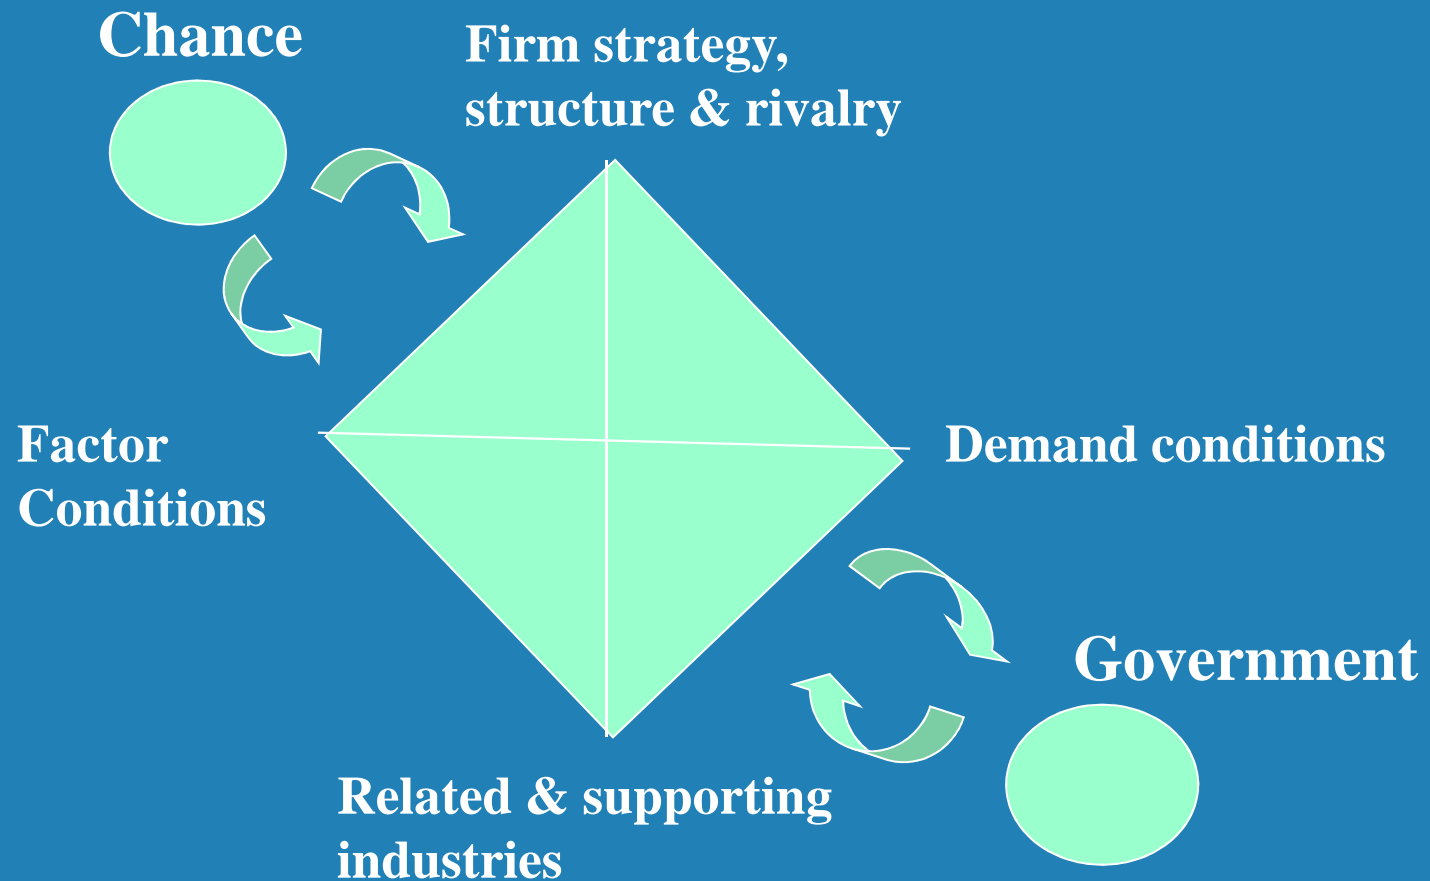 Chance
Firm strategy,
structure & rivalry
Factor
Conditions
Demand conditions
Government
Related & supporting
industries